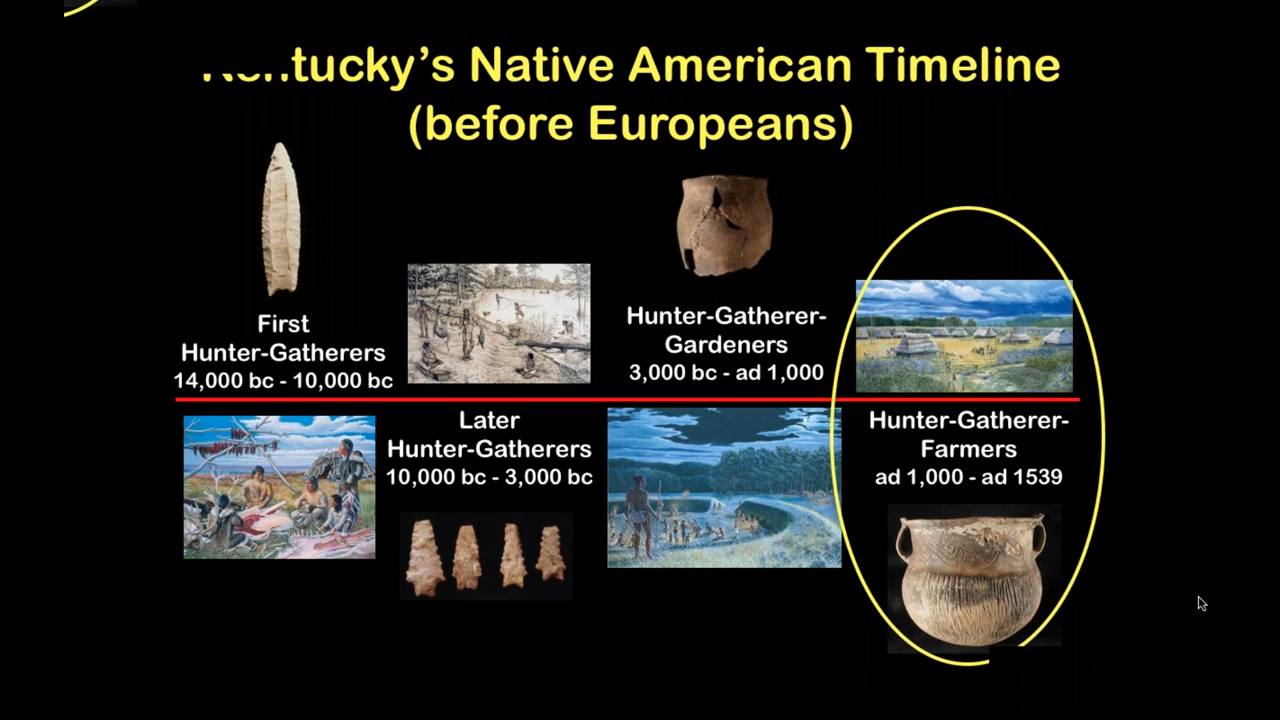 Kentucky's Native American Timeline
(before Europeans)
First
Hunter-Gatherers
14,000 bc - 10,000 bc
Later
Hunter-Gatherers
10,000 bc - 3,000 bc
Hunter-Gatherer-
Gardeners
3,000 bc - ad 1,000
Hunter-Gatherer-
Farmers
ad 1,000 - ad 1539